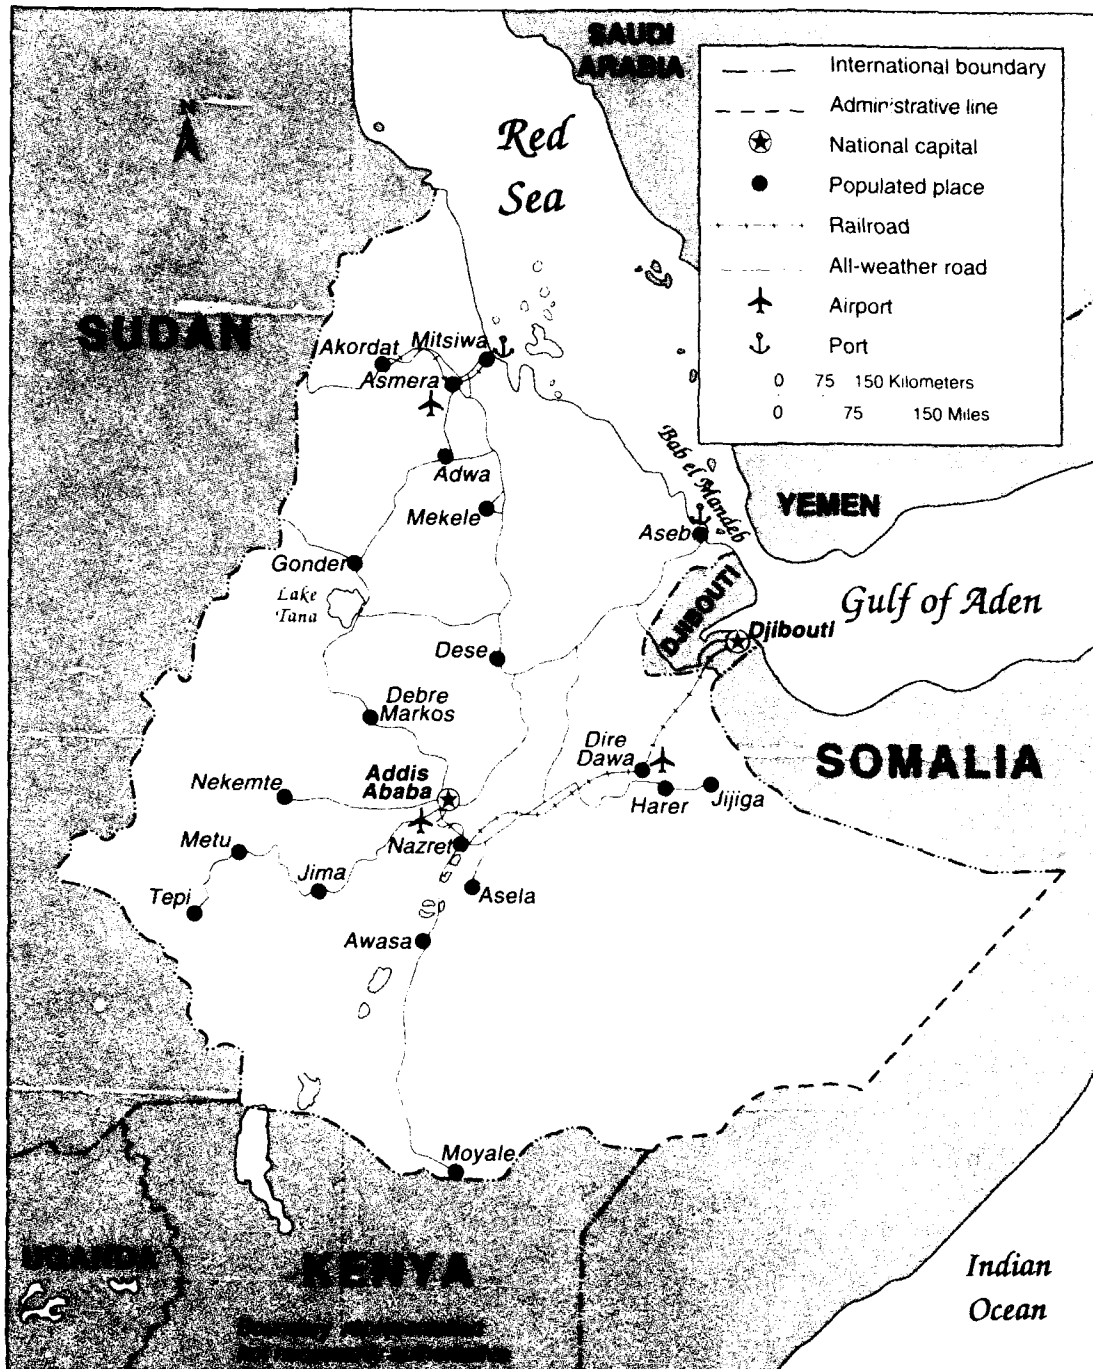 SAUDI
ARABIA
International boundary
Administrative line
National capital
Populated place
Railroad
All-weather road
Airport
Port
0 75 150 Kilometers
0 75 150 Miles
N
Red
Sea
SUDAN
Akordat
Mitsiwa
Asmera
Adwa
Mekele
Bab el Mandeb
Aseb
YEMEN
Gonder
Lake
Tana
DJIBOUTI
Djibouti
Gulf of Aden
Dese
Debre
Markos
Dire
Dawa
SOMALIA
Addis
Ababa
Nekemte
Harer
Jijiga
Metu
Nazret
Jima
Tepi
Asela
Awasa
Moyale
UGANDA
KENYA
Indian
Ocean
Boundary representation